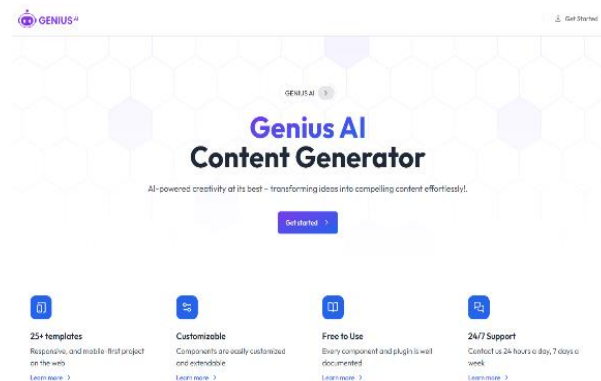 GENIUS AI
Get Started
GENIUS AI
Genius AI
Content Generator
AI-powered creativity at its best – transforming ideas into compelling content effortlessly!.
Get started
25+ templates
Responsive, and mobile-first project
on the web
Learn more
Customizable
Components are easily customized
and extendable
Learn more
Free to Use
Every component and plugin is well
documented
Learn more
24/7 Support
Contact us 24 hours a day, 7 days a
week
Learn more